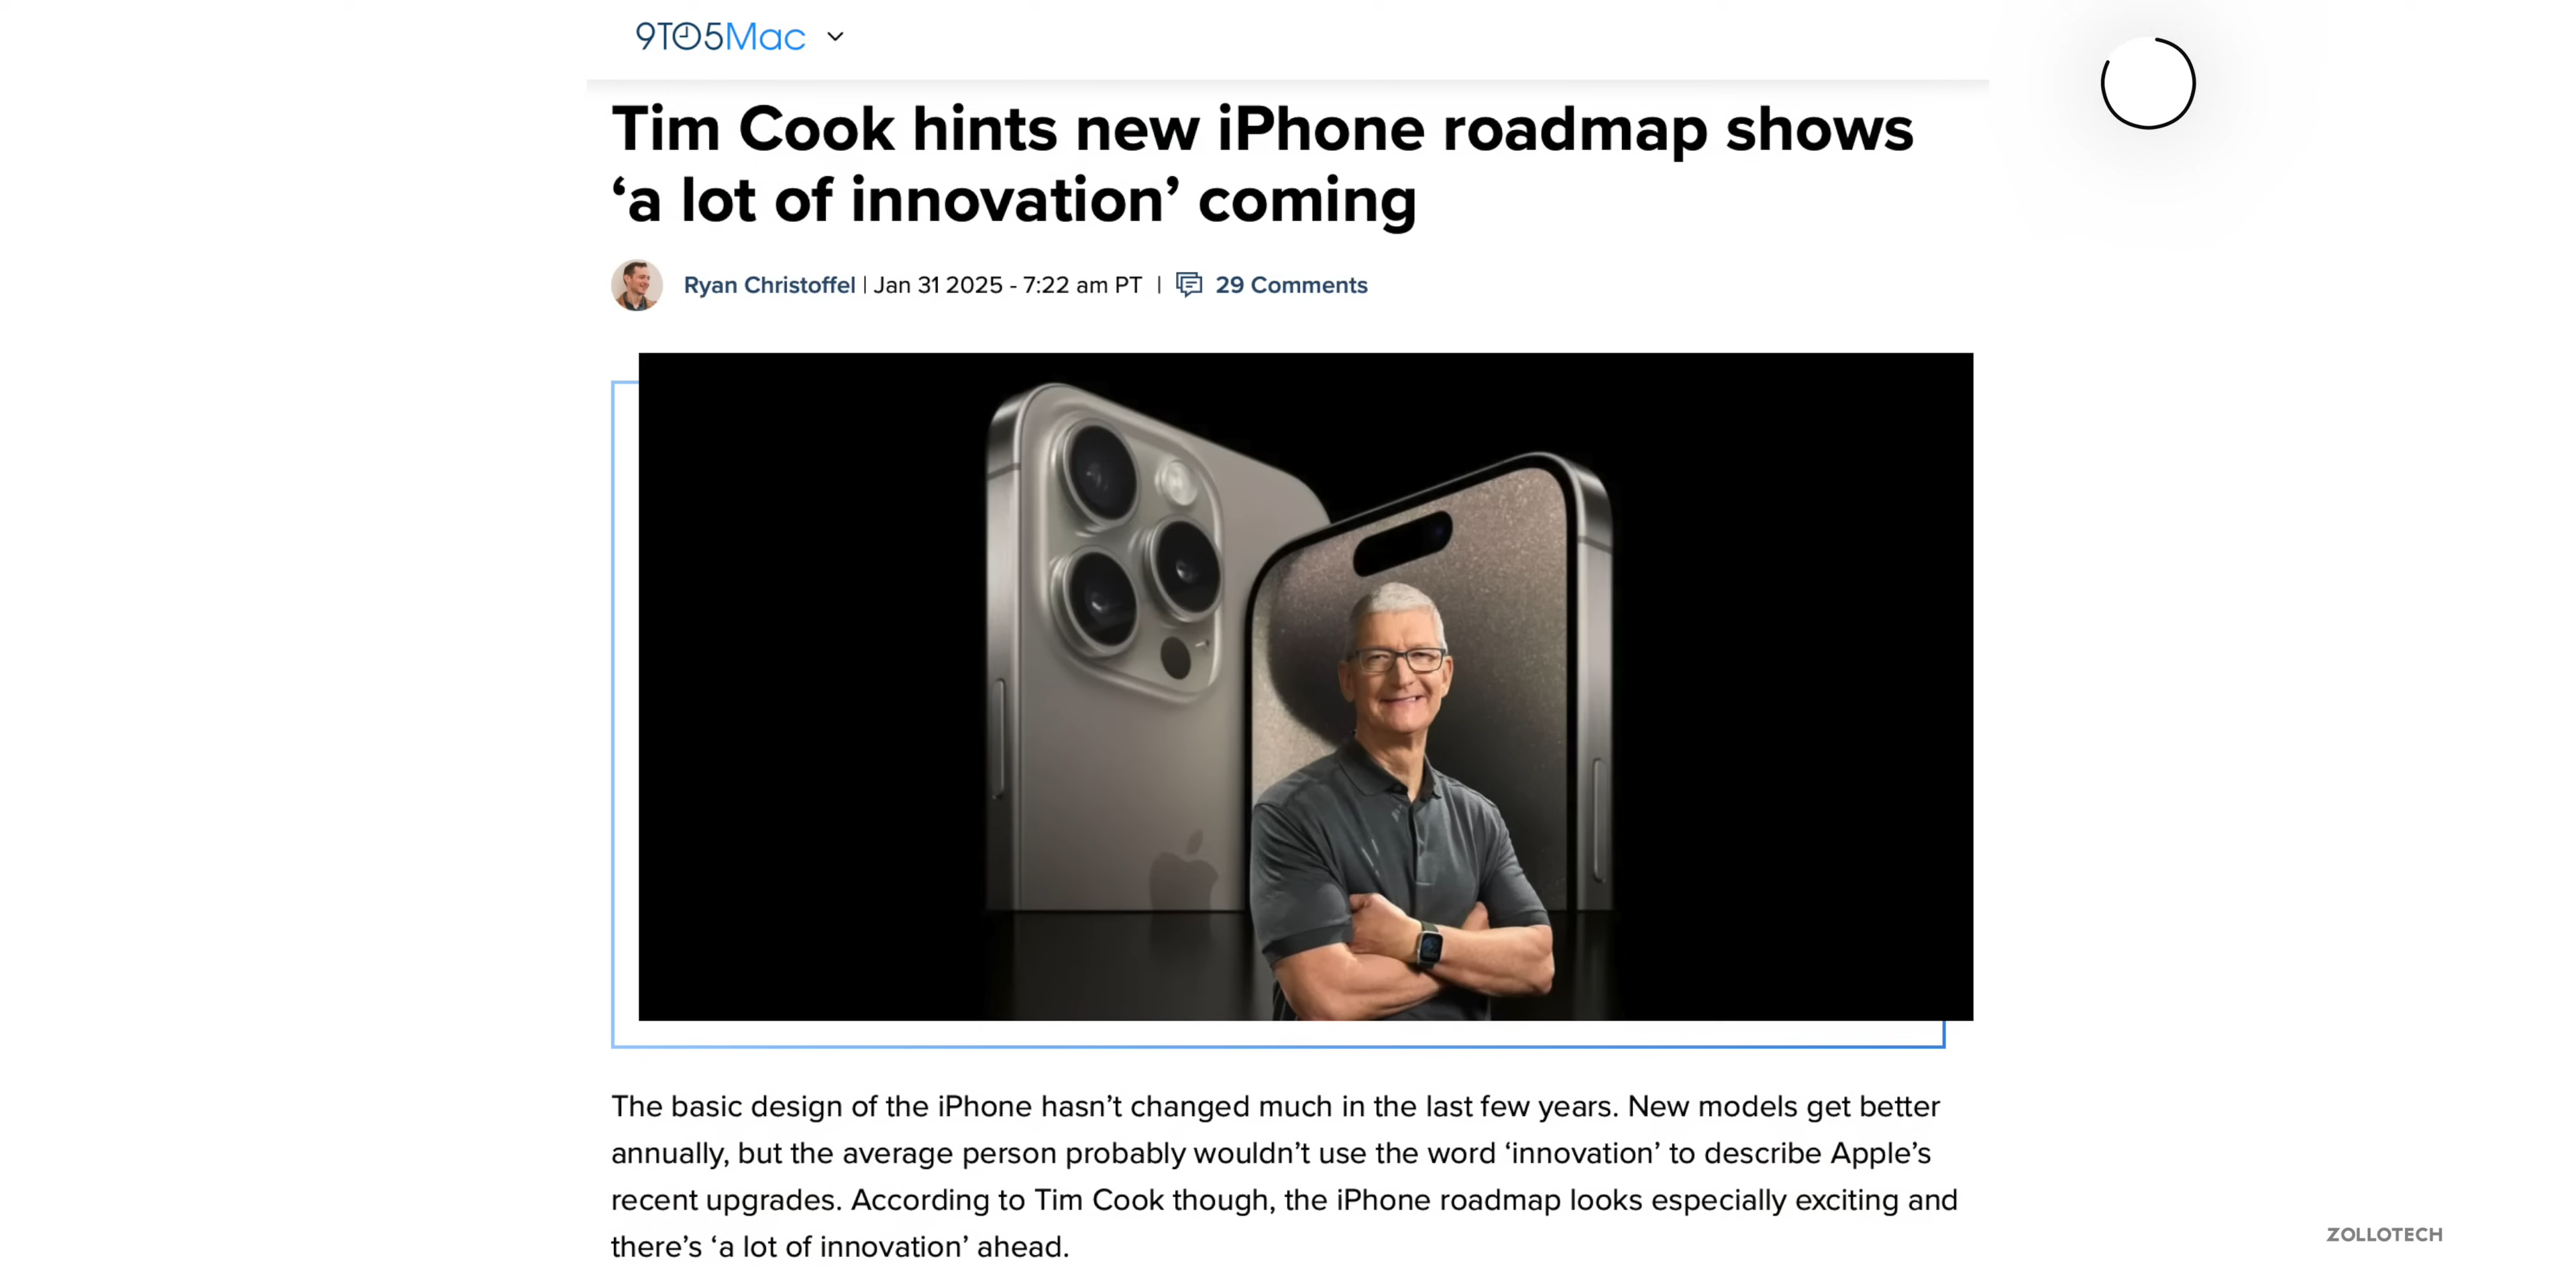 9TO5Mac
Tim Cook hints new iPhone roadmap shows
‘a lot of innovation’ coming
Ryan Christoffel | Jan 31 2025 - 7:22 am PT | 29 Comments
The basic design of the iPhone hasn’t changed much in the last few years. New models get better
annually, but the average person probably wouldn’t use the word ‘innovation’ to describe Apple’s
recent upgrades. According to Tim Cook though, the iPhone roadmap looks especially exciting and
there’s ‘a lot of innovation’ ahead.
ZOLLOTECH